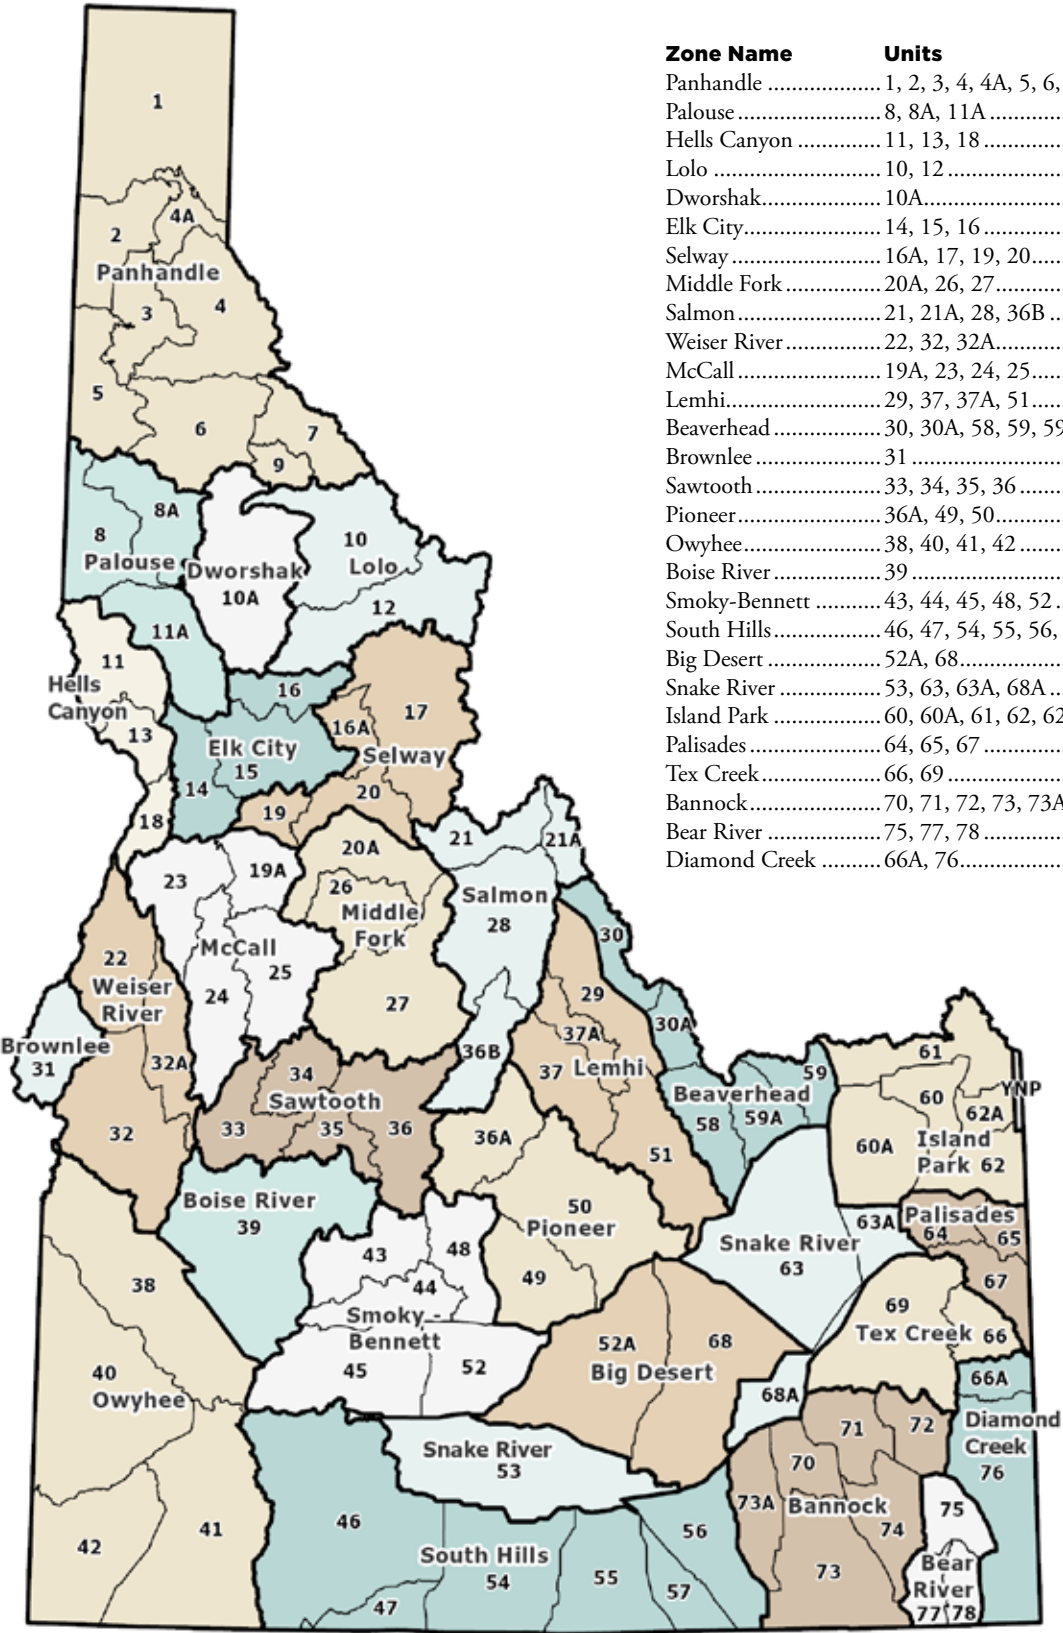 Zone Name Units
Panhandle .................. 1, 2, 3, 4, 4A, 5, 6,
Palouse ....................... 8, 8A, 11A ............
Hells Canyon ............. 11, 13, 18 .............
Lolo ........................... 10, 12 ...................
Dworshak................... 10A......................
Elk City...................... 14, 15, 16 .............
Selway ........................ 16A, 17, 19, 20.....
Middle Fork ............... 20A, 26, 27...........
Salmon ....................... 21, 21A, 28, 36B ..
Weiser River ............... 22, 32, 32A...........
McCall ....................... 19A, 23, 24, 25.....
Lemhi......................... 29, 37, 37A, 51.....
Beaverhead ................. 30, 30A, 58, 59, 59
Brownlee .................... 31 ........................
Sawtooth .................... 33, 34, 35, 36 .......
Pioneer....................... 36A, 49, 50...........
Owyhee...................... 38, 40, 41, 42 .......
Boise River ................. 39 ........................
Smoky-Bennett .......... 43, 44, 45, 48, 52 .
South Hills................. 46, 47, 54, 55, 56,
Big Desert .................. 52A, 68.................
Snake River ................ 53, 63, 63A, 68A ..
Island Park ................. 60, 60A, 61, 62, 62
Palisades ..................... 64, 65, 67 .............
Tex Creek ................... 66, 69 ...................
Bannock ..................... 70, 71, 72, 73, 73A
Bear River .................. 75, 77, 78 .............
Diamond Creek ......... 66A, 76.................
1
4A
2
Panhandle
3
4
5
6
7
9
8A
8
Palouse
Dworshak
10A
10
Lolo
12
11A
11
Hells
Canyon
13
18
16
Elk City
15
14
16A
17
Selway
20
19
21
21A
Salmon
28
36B
20A
26
Middle
Fork
27
23
19A
McCall
25
24
22
Weiser
River
32A
32
Brownlee
31
30
30A
29
37A
37
Lemhi
51
34
Sawtooth
33
35
36
36A
Beaverhead
59
58
59A
61
YNP
60
62A
60A
Island
Park
62
Boise River
39
50
Pioneer
49
63A
Palisades
64
65
67
Snake River
63
43
48
44
Smoky -
Bennett
45
52
38
40
Owyhee
42
41
52A
68
Big Desert
69
Tex Creek
66
66A
68A
Diamond
Creek
76
Snake River
53
71
72
70
73A
Bannock
74
73
75
Bear
River
77
78
46
South Hills
54
47
55
56
57